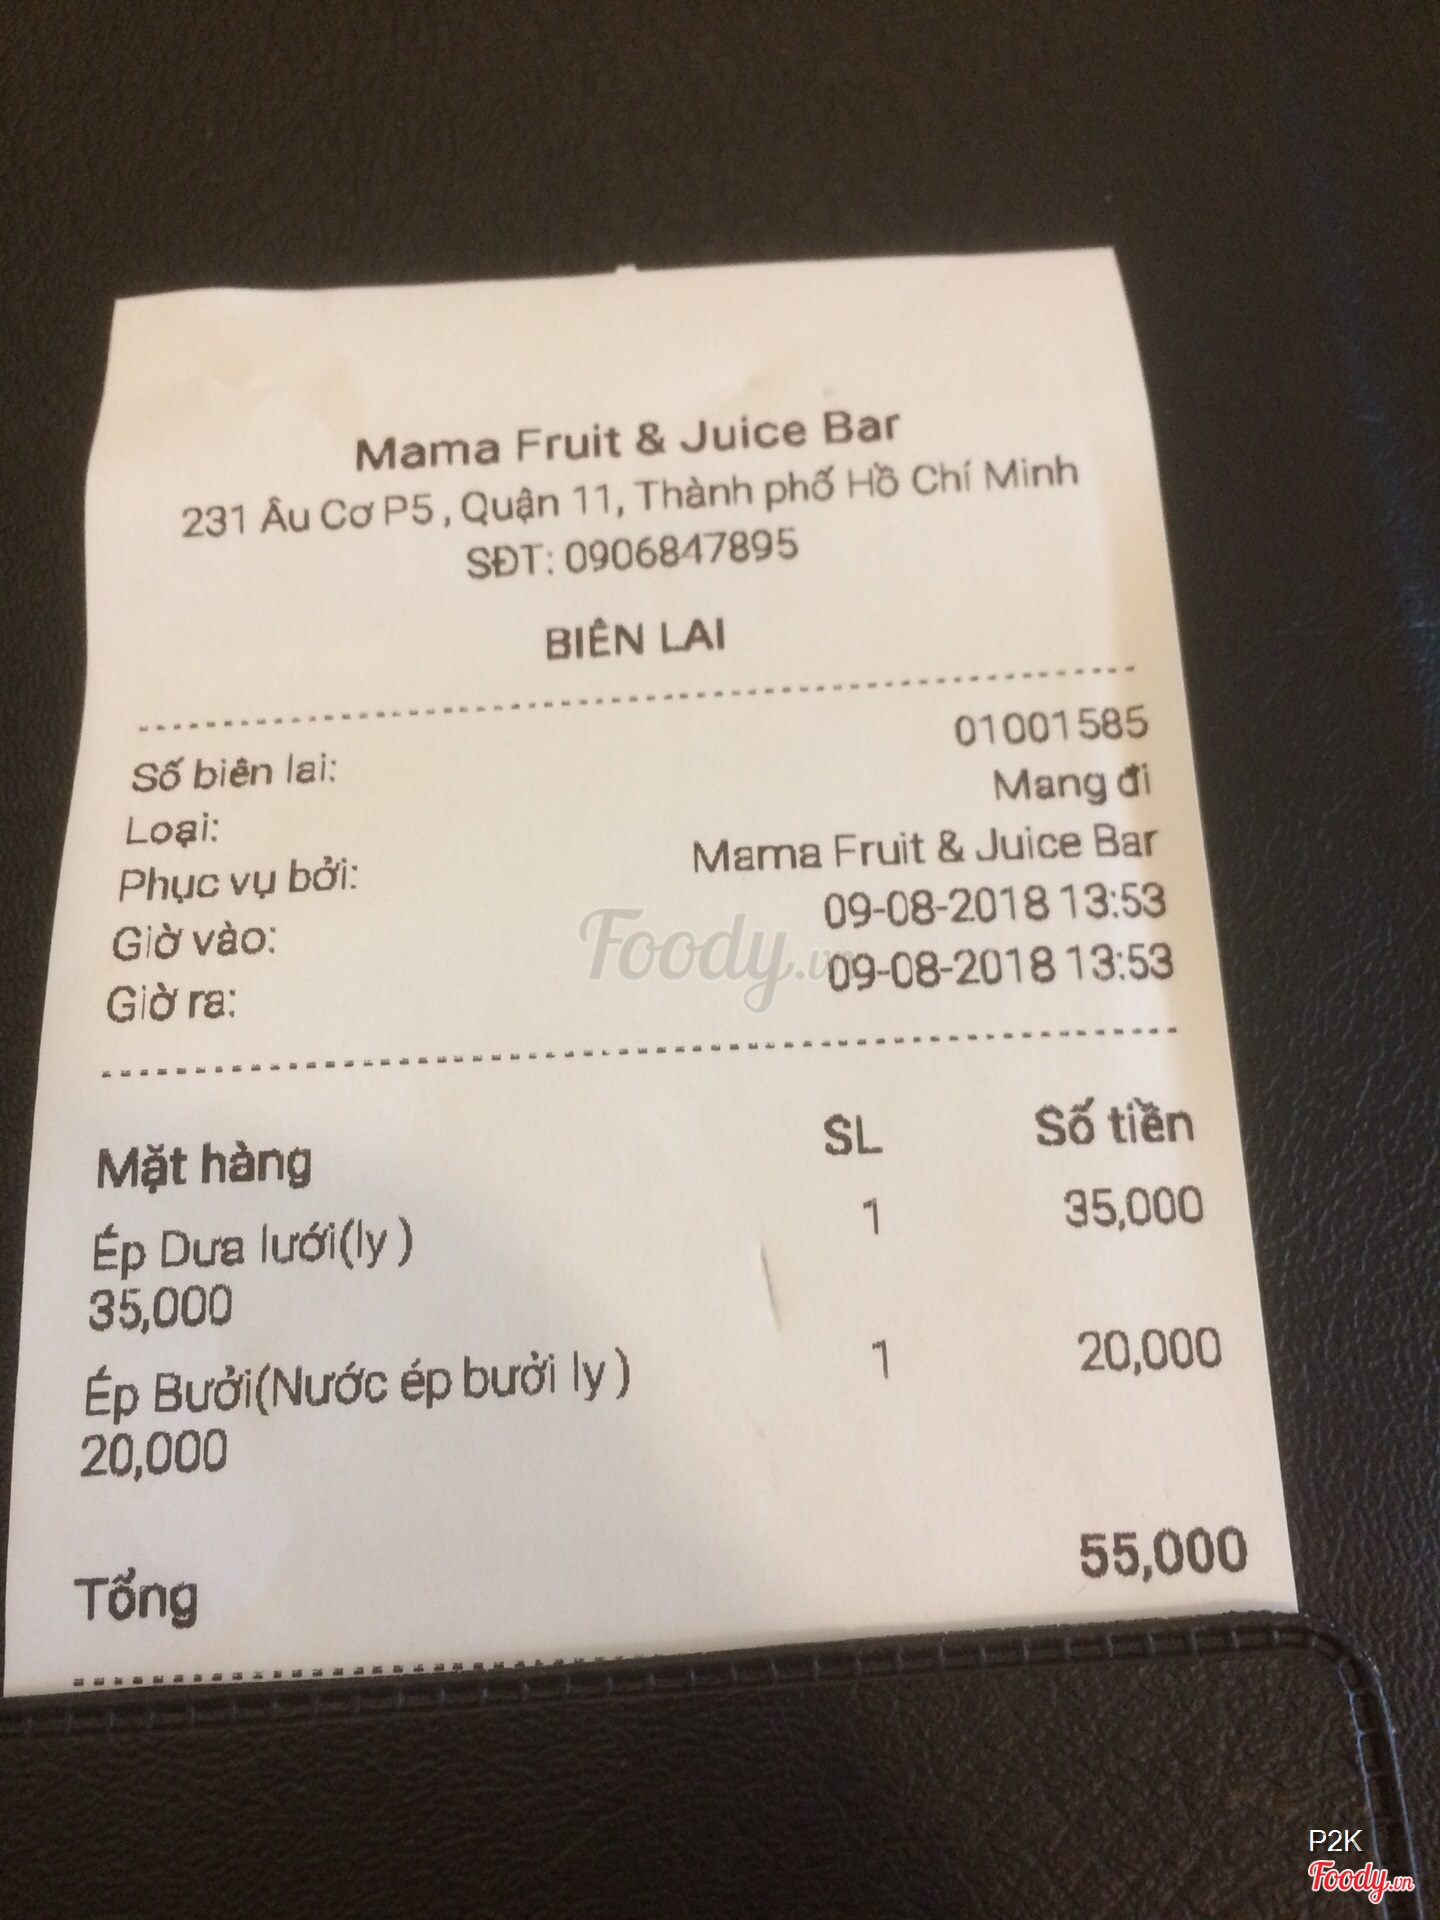 Mama Fruit & Juice Bar
231 Âu Cơ P5 , Quận 11, Thành phố Hồ Chí Minh
SĐT: 0906847895
BIÊN LAI
Số biên lai: 01001585
Loại: Mang đi
Phục vụ bởi: Mama Fruit & Juice Bar
Giờ vào: 09-08-2018 13:53
Giờ ra: 09-08-2018 13:53
Foody.vn
Mặt hàng SL Số tiền
Ép Dưa lưới(ly ) 1 35,000
35,000
Ép Bưởi(Nước ép bưởi ly ) 1 20,000
20,000
Tổng 55,000
P2K
Foody.vn